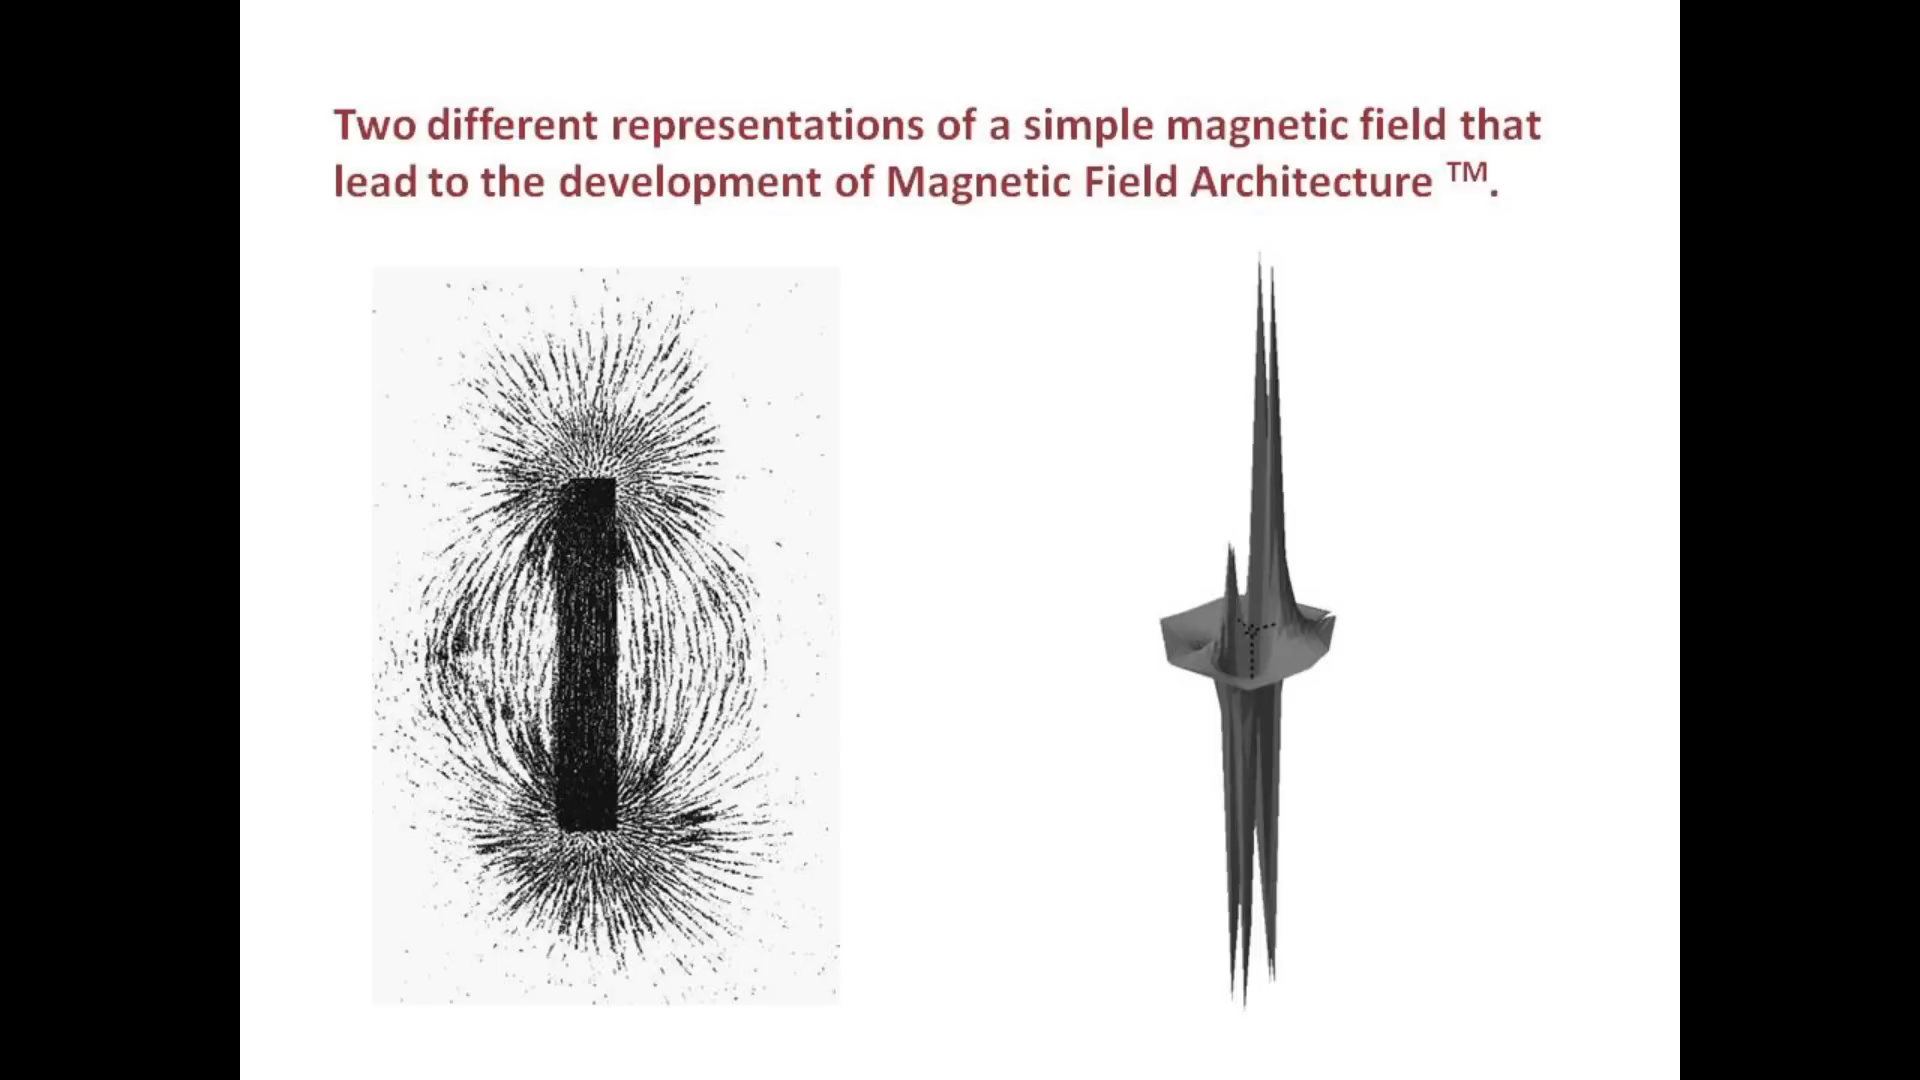 Two different representations of a simple magnetic field that
lead to the development of Magnetic Field Architecture ™.